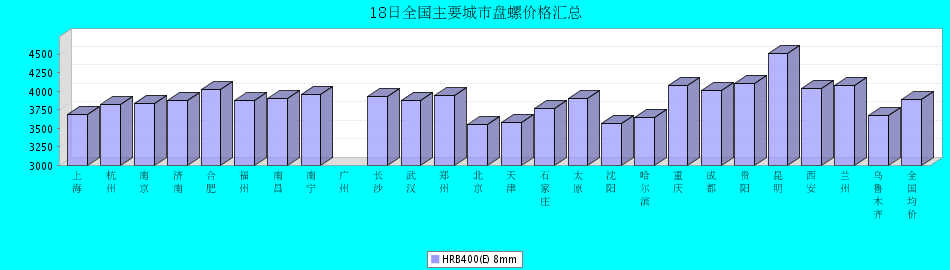 18日全国主要城市盘螺价格汇总
4500
4250
4000
3750
3500
3250
3000
上海
杭州
南京
济南
合肥
福州
南昌
南宁
广州
长沙
武汉
郑州
北京
天津
石家庄
太原
沈阳
哈尔滨
重庆
成都
贵阳
昆明
西安
兰州
乌鲁木齐
全国均价
HRB400(E) 8mm